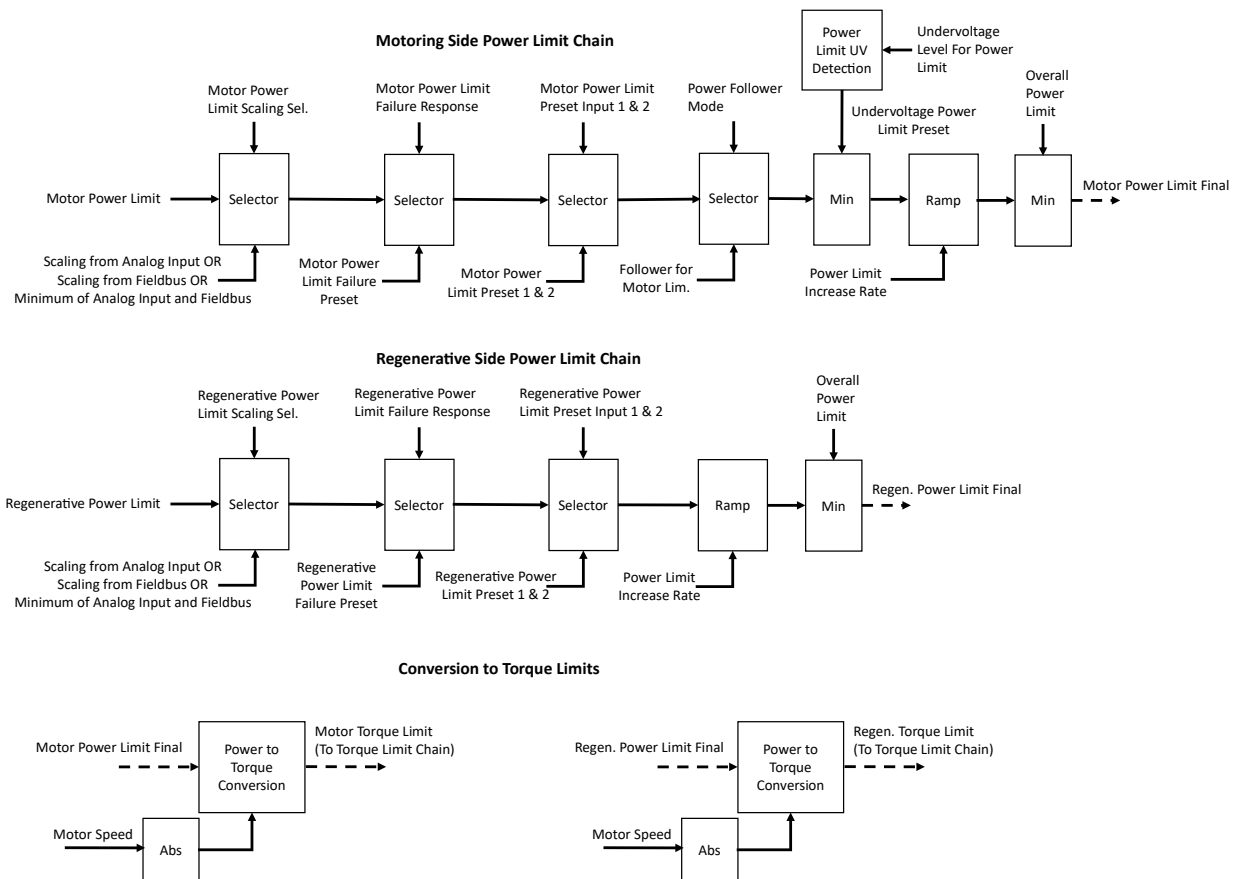 Motoring Side Power Limit Chain
Power
Limit UV
Detection
Undervoltage
Level For Power
Limit
Motor Power
Limit Scaling Sel.
Motor Power Limit
Failure Response
Motor Power Limit
Preset Input 1 & 2
Power Follower
Mode
Undervoltage Power
Limit Preset
Overall
Power
Limit
Motor Power Limit
Selector
Selector
Selector
Selector
Min
Ramp
Min
Motor Power Limit Final
Scaling from Analog Input OR
Scaling from Fieldbus OR
Minimum of Analog Input and Fieldbus
Motor Power
Limit Failure
Preset
Motor Power
Limit Preset 1 & 2
Follower for
Motor Lim.
Power Limit
Increase Rate
Regenerative Side Power Limit Chain
Regenerative Power
Limit Scaling Sel.
Regenerative Power
Limit Failure Response
Regenerative Power
Limit Preset Input 1 & 2
Overall
Power
Limit
Regenerative Power Limit
Selector
Selector
Selector
Ramp
Min
Regen. Power Limit Final
Scaling from Analog Input OR
Scaling from Fieldbus OR
Minimum of Analog Input and Fieldbus
Regenerative
Power Limit
Failure Preset
Regenerative Power
Limit Preset 1 & 2
Power Limit
Increase Rate
Conversion to Torque Limits
Motor Power Limit Final
Power to
Torque
Conversion
Motor Torque Limit
(To Torque Limit Chain)
Motor Speed
Abs
Regen. Power Limit Final
Power to
Torque
Conversion
Regen. Torque Limit
(To Torque Limit Chain)
Motor Speed
Abs